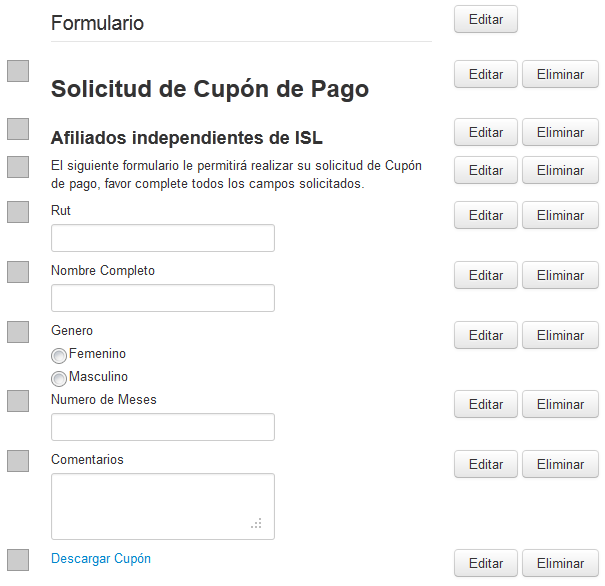 Formulario Editar
Solicitud de Cupón de Pago Editar Eliminar
Afiliados independientes de ISL Editar Eliminar
El siguiente formulario le permitirá realizar su solicitud de Cupón Editar Eliminar
de pago, favor complete todos los campos solicitados.
Rut Editar Eliminar
Nombre Completo Editar Eliminar
Genero Editar Eliminar
Femenino
Masculino
Numero de Meses Editar Eliminar
Comentarios Editar Eliminar
Descargar Cupón Editar Eliminar